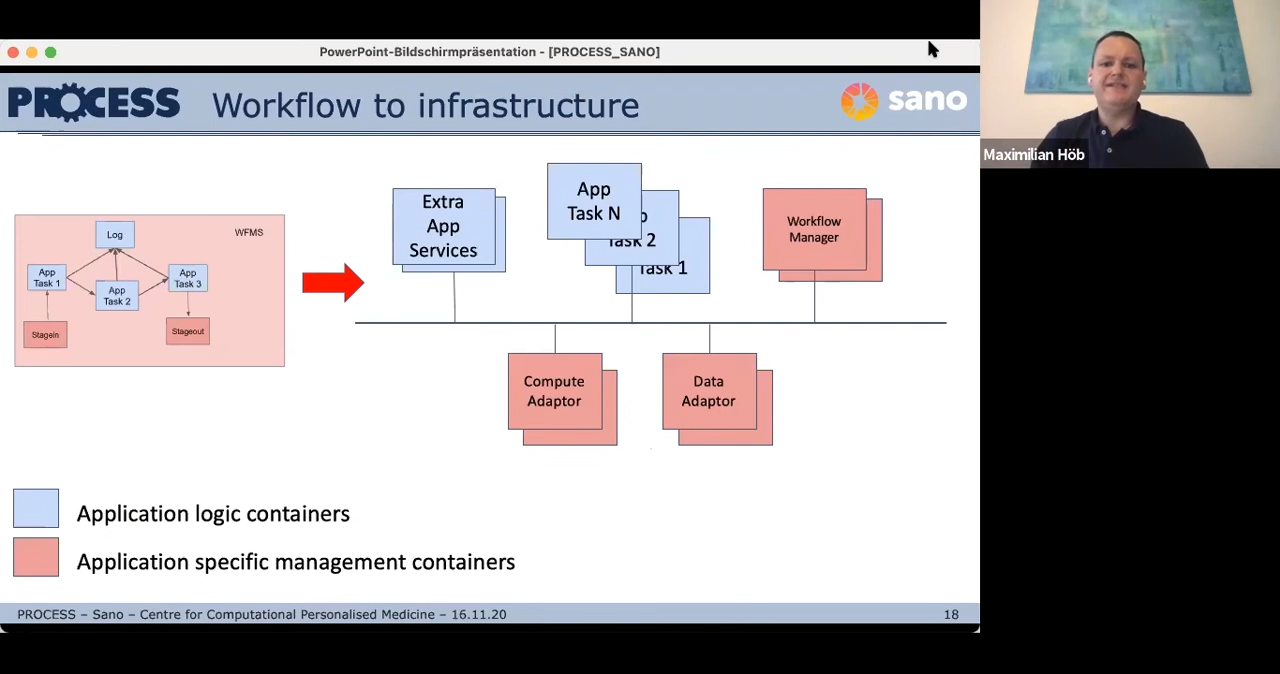 PowerPoint-Bildschirmpräsentation - [PROCESS_SANO]
PROCESS
Workflow to infrastructure
sano
Maximilian Höb
WFMS
Log
App
Task 1
App
Task 2
App
Task 3
StageIn
Stageout
Extra
App
Services
App
Task N
Task 2
Task 1
Workflow
Manager
Compute
Adaptor
Data
Adaptor
Application logic containers
Application specific management containers
PROCESS – Sano – Centre for Computational Personalised Medicine – 16.11.20
18